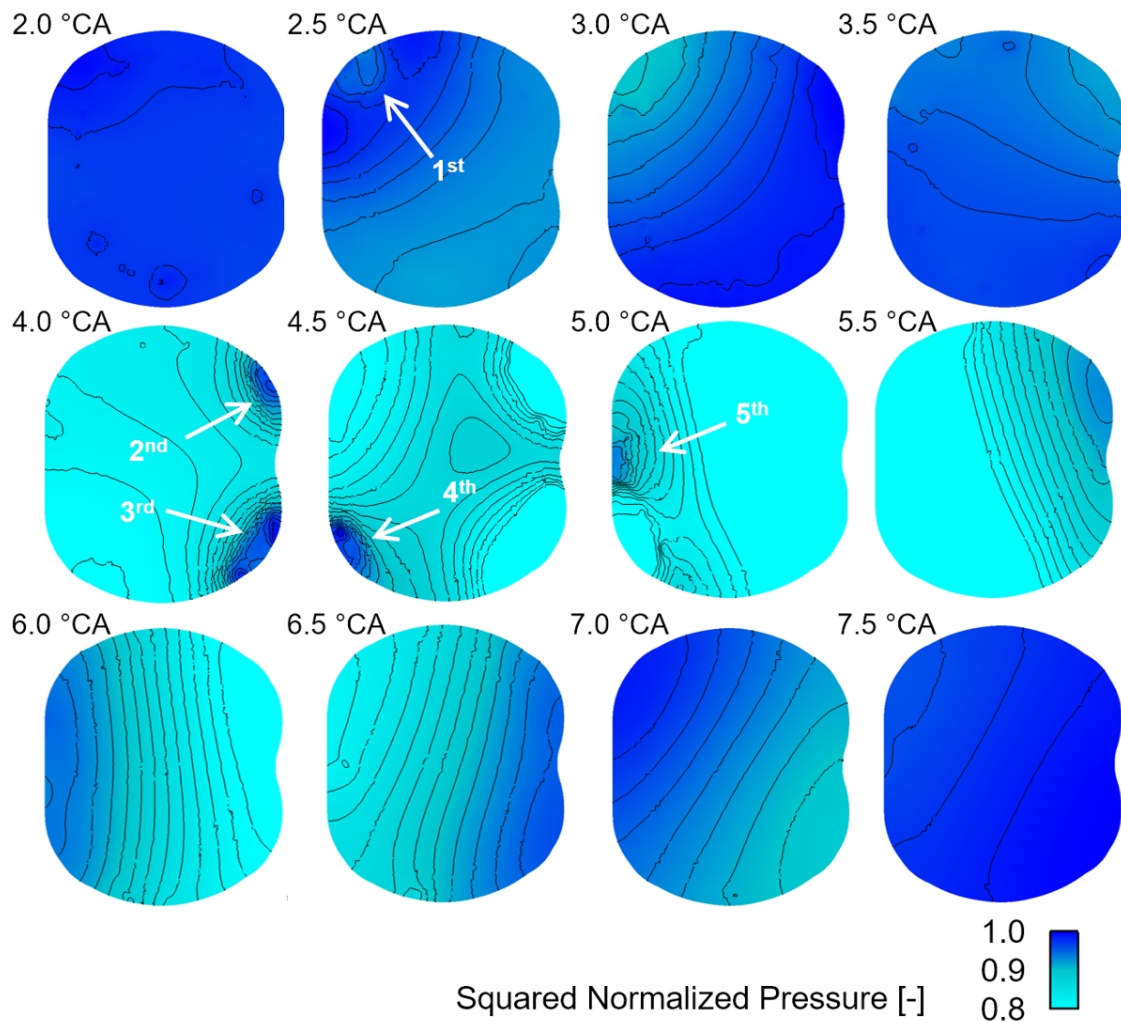 2.0 °CA 2.5 °CA 3.0 °CA 3.5 °CA
1st
4.0 °CA 4.5 °CA 5.0 °CA 5.5 °CA
2nd
3rd
4th
5th
6.0 °CA 6.5 °CA 7.0 °CA 7.5 °CA
1.0
0.9
0.8
Squared Normalized Pressure [-]